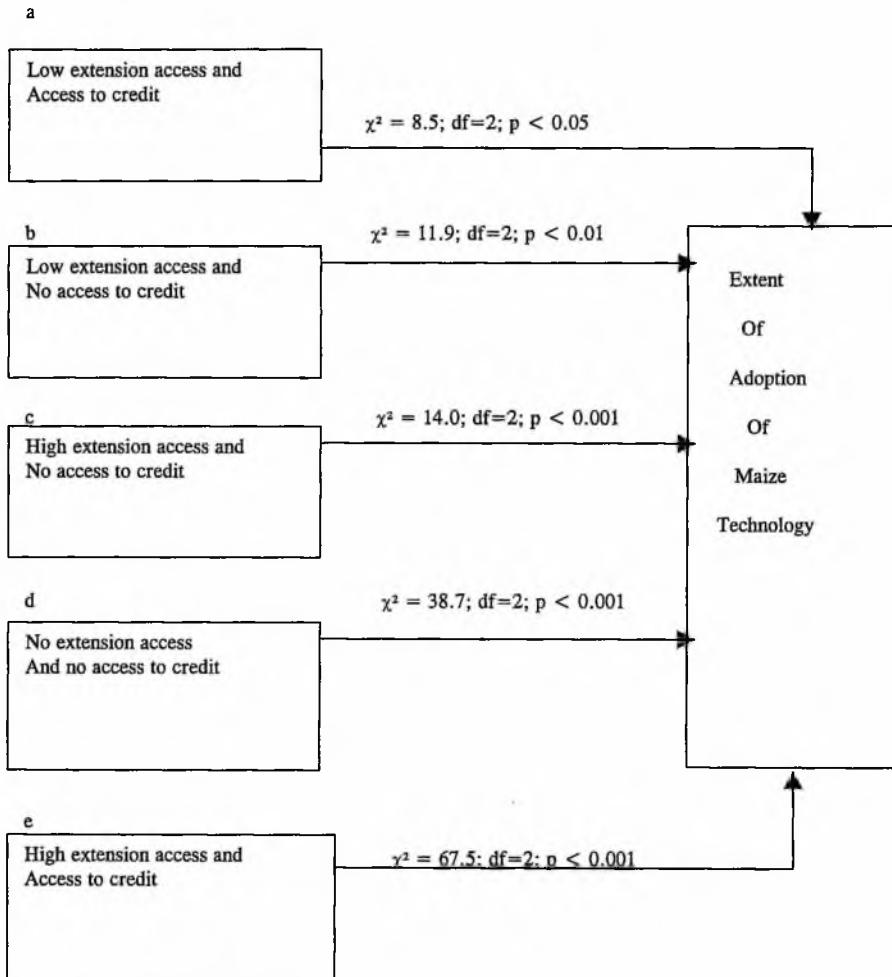 a
Low extension access and
Access to credit
χ² = 8.5; df=2; p < 0.05
b
Low extension access and
No access to credit
χ² = 11.9; df=2; p < 0.01
c
High extension access and
No access to credit
χ² = 14.0; df=2; p < 0.001
d
No extension access
And no access to credit
χ² = 38.7; df=2; p < 0.001
e
High extension access and
Access to credit
χ² = 67.5; df=2; p < 0.001
Extent
Of
Adoption
Of
Maize
Technology